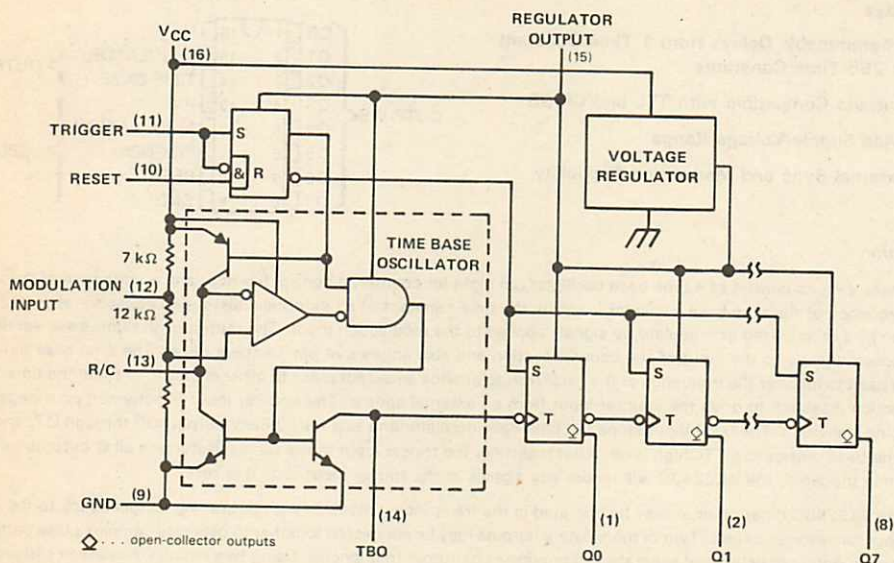 REGULATOR
OUTPUT
VCC
(16)
(15)
TRIGGER (11)
S
RESET (10)
& R
VOLTAGE
REGULATOR
TIME BASE
OSCILLATOR
7 kΩ
MODULATION (12)
INPUT
12 kΩ
R/C (13)
S
S
S
T
T
T
GND (9)
(14)
(1)
(2)
(8)
TBO
Q0
Q1
Q7
. . . open-collector outputs